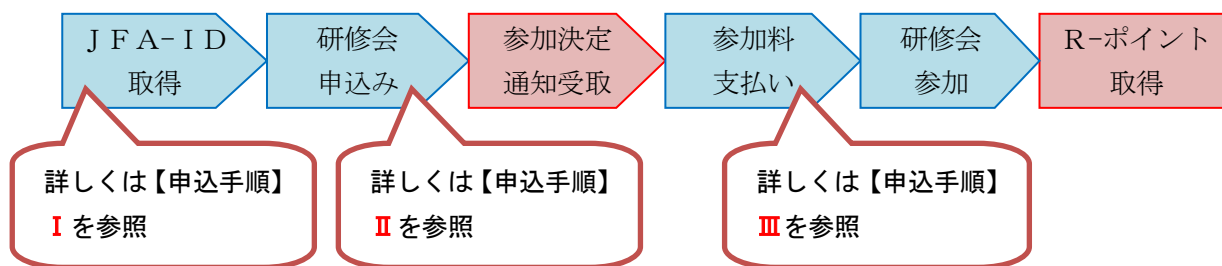 ＪＦＡ-ＩＤ
取得
研修会
申込み
参加決定
通知受取
参加料
支払い
研修会
参加
Ｒ-ポイント
取得
詳しくは【申込手順】
Ⅰを参照
詳しくは【申込手順】
Ⅱを参照
詳しくは【申込手順】
Ⅲを参照